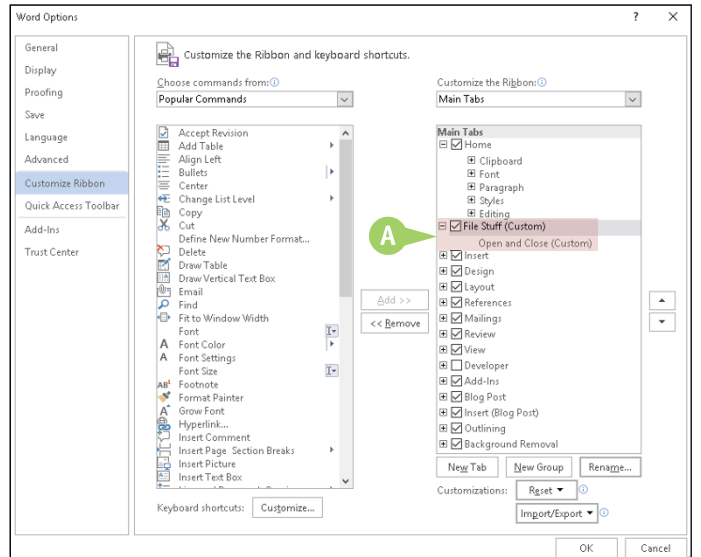 Word Options
?
General
Display
Proofing
Save
Language
Advanced
Customize Ribbon
Quick Access Toolbar
Add-Ins
Trust Center
Customize the Ribbon and keyboard shortcuts.
Choose commands from:
Popular Commands
Accept Revision
Add Table
Align Left
Bullets
Center
Change List Level
Copy
Cut
Define New Number Format...
Delete
Draw Table
Draw Vertical Text Box
Email
Find
Fit to Window Width
Font
Font Color
Font Settings
Font Size
Footnote
Format Painter
Grow Font
Hyperlink...
Insert Comment
Insert Page Section Breaks
Insert Picture
Insert Text Box
Keyboard shortcuts: Customize...
Add >>
<< Remove
Customize the Ribbon:
Main Tabs
Main Tabs
Home
Clipboard
Font
Paragraph
Styles
Editing
A
File Stuff (Custom)
Open and Close (Custom)
Insert
Design
Layout
References
Mailings
Review
View
Developer
Add-Ins
Blog Post
Insert (Blog Post)
Outlining
Background Removal
New Tab New Group Rename...
Customizations: Reset
Import/Export
OK Cancel